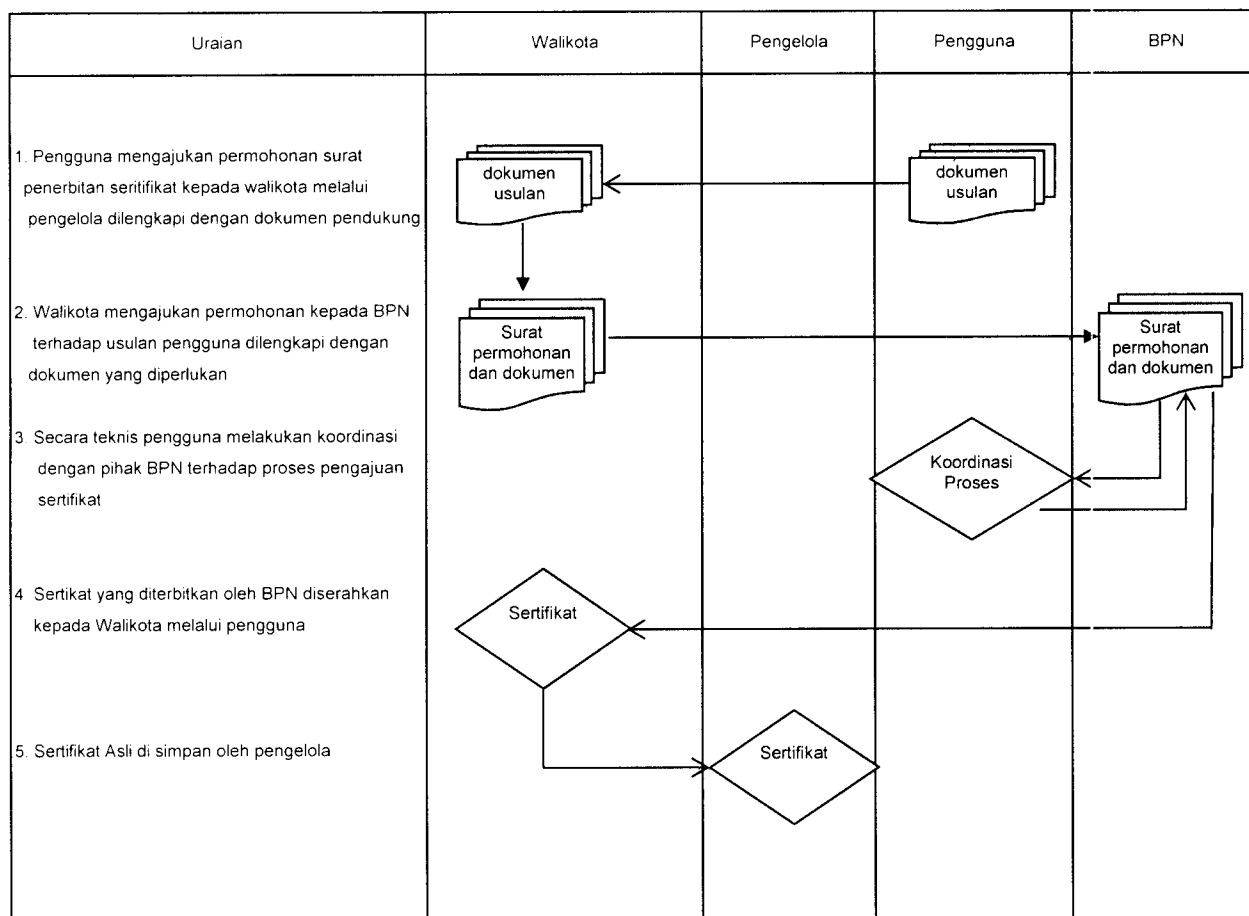 Uraian
Walikota
Pengelola
Pengguna
BPN
1. Pengguna mengajukan permohonan surat
penerbitan seritifikat kepada walikota melalui
pengelola dilengkapi dengan dokumen pendukung
dokumen
usulan
dokumen
usulan
2. Walikota mengajukan permohonan kepada BPN
terhadap usulan pengguna dilengkapi dengan
dokumen yang diperlukan
Surat
permohonan
dan dokumen
Surat
permohonan
dan dokumen
3. Secara teknis pengguna melakukan koordinasi
dengan pihak BPN terhadap proses pengajuan
sertifikat
Koordinasi
Proses
4 Sertikat yang diterbitkan oleh BPN diserahkan
kepada Walikota melalui pengguna
Sertifikat
5. Sertifikat Asli di simpan oleh pengelola
Sertifikat